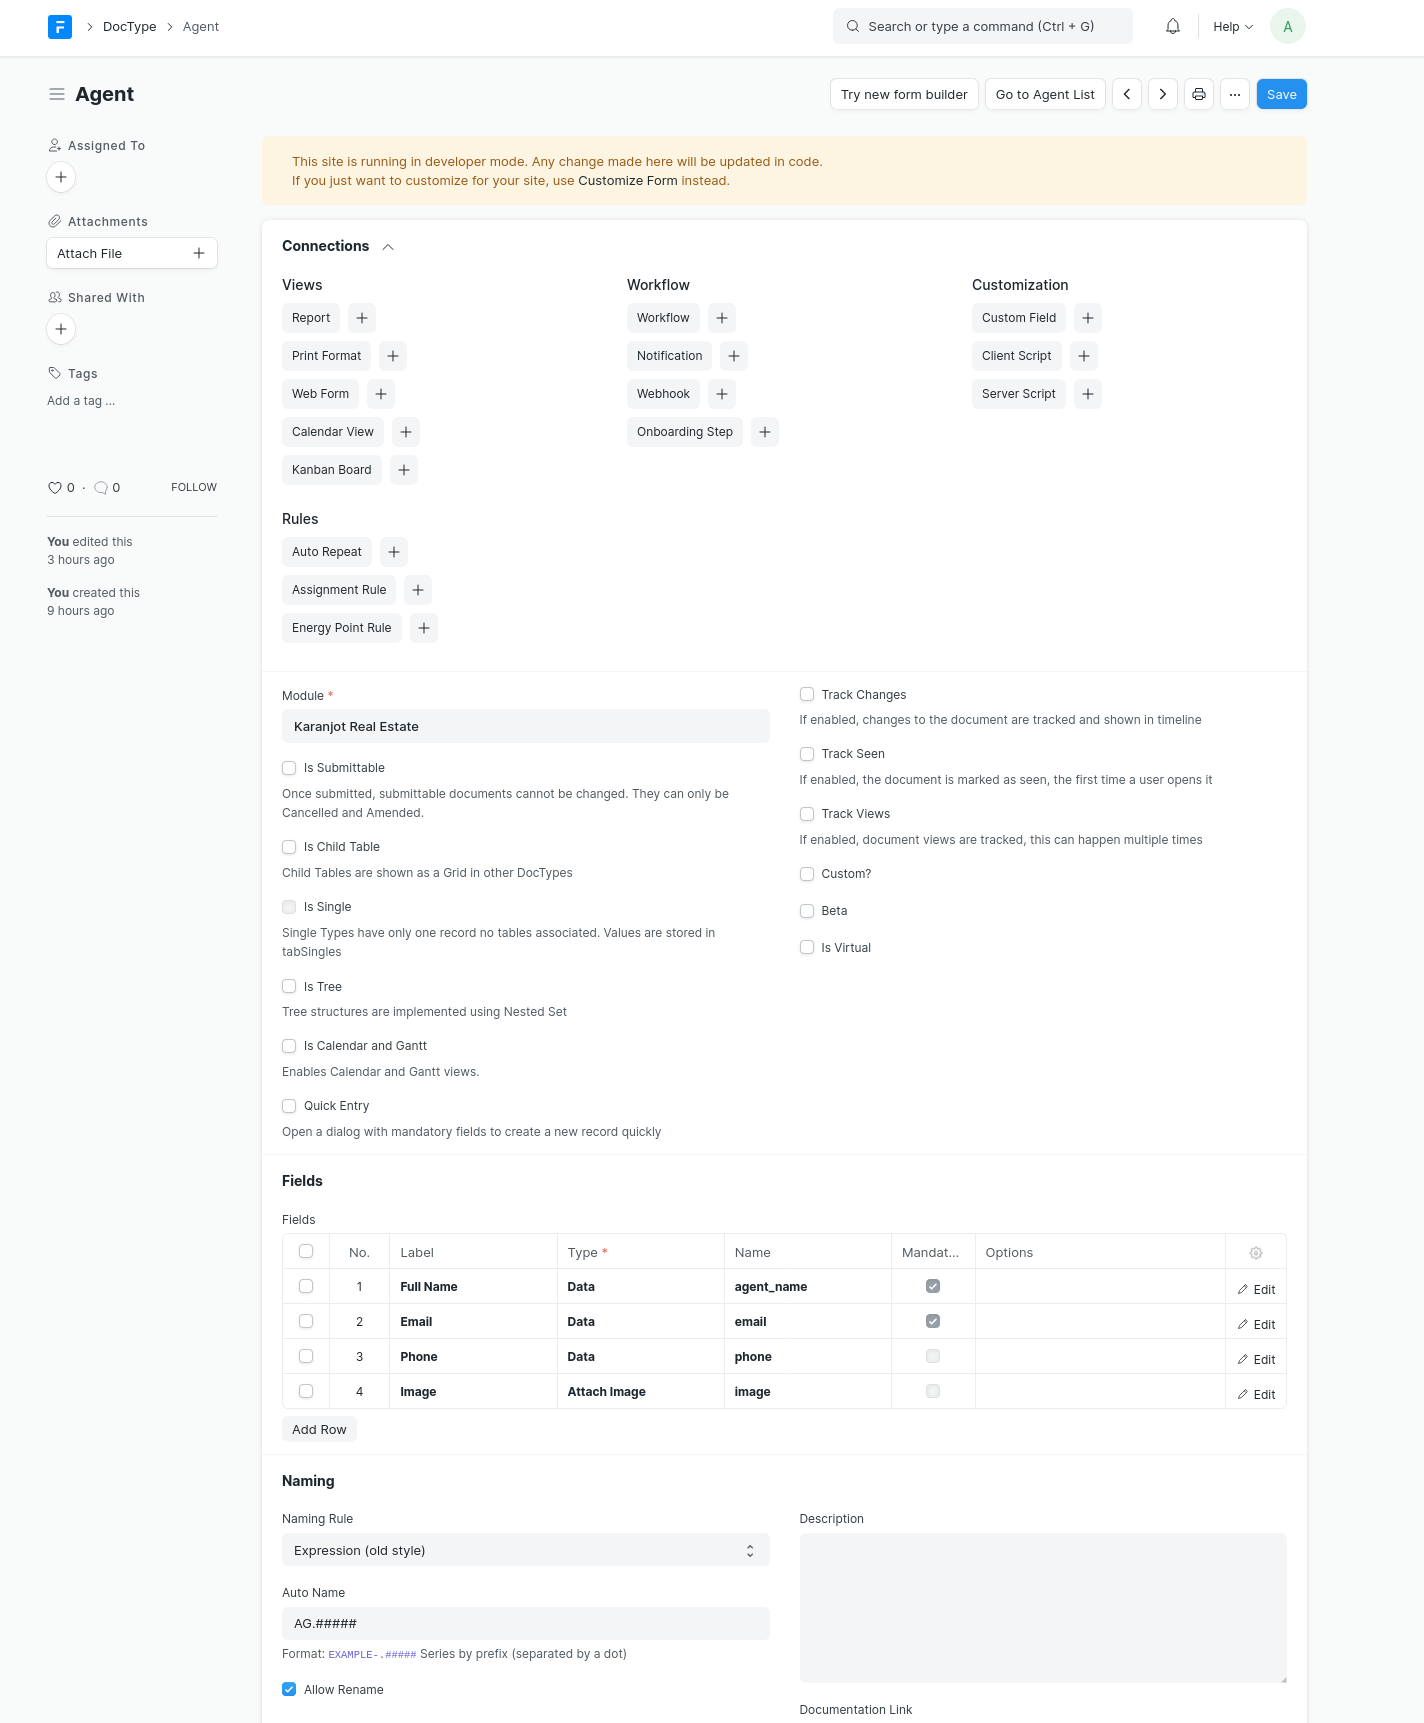 DocType
Agent
Search or type a command (Ctrl + G)
Help
A
Agent
Try new form builder
Go to Agent List
Save
Assigned To
Attachments
Attach File
Shared With
Tags
Add a tag ...
0 · 0
FOLLOW
You edited this
3 hours ago
You created this
9 hours ago
This site is running in developer mode. Any change made here will be updated in code.
If you just want to customize for your site, use Customize Form instead.
Connections
Views
Report
Print Format
Web Form
Calendar View
Kanban Board
Workflow
Workflow
Notification
Webhook
Onboarding Step
Customization
Custom Field
Client Script
Server Script
Rules
Auto Repeat
Assignment Rule
Energy Point Rule
Module *
Karanjot Real Estate
Is Submittable
Once submitted, submittable documents cannot be changed. They can only be
Cancelled and Amended.
Is Child Table
Child Tables are shown as a Grid in other DocTypes
Is Single
Single Types have only one record no tables associated. Values are stored in
tabSingles
Is Tree
Tree structures are implemented using Nested Set
Is Calendar and Gantt
Enables Calendar and Gantt views.
Quick Entry
Open a dialog with mandatory fields to create a new record quickly
Track Changes
If enabled, changes to the document are tracked and shown in timeline
Track Seen
If enabled, the document is marked as seen, the first time a user opens it
Track Views
If enabled, document views are tracked, this can happen multiple times
Custom?
Beta
Is Virtual
Fields
Fields
No. Label Type * Name Mandat... Options
1 Full Name Data agent_name Edit
2 Email Data email Edit
3 Phone Data phone Edit
4 Image Attach Image image Edit
Add Row
Naming
Naming Rule
Expression (old style)
Auto Name
AG.#####
Format: EXAMPLE-.##### Series by prefix (separated by a dot)
Allow Rename
Description
Documentation Link